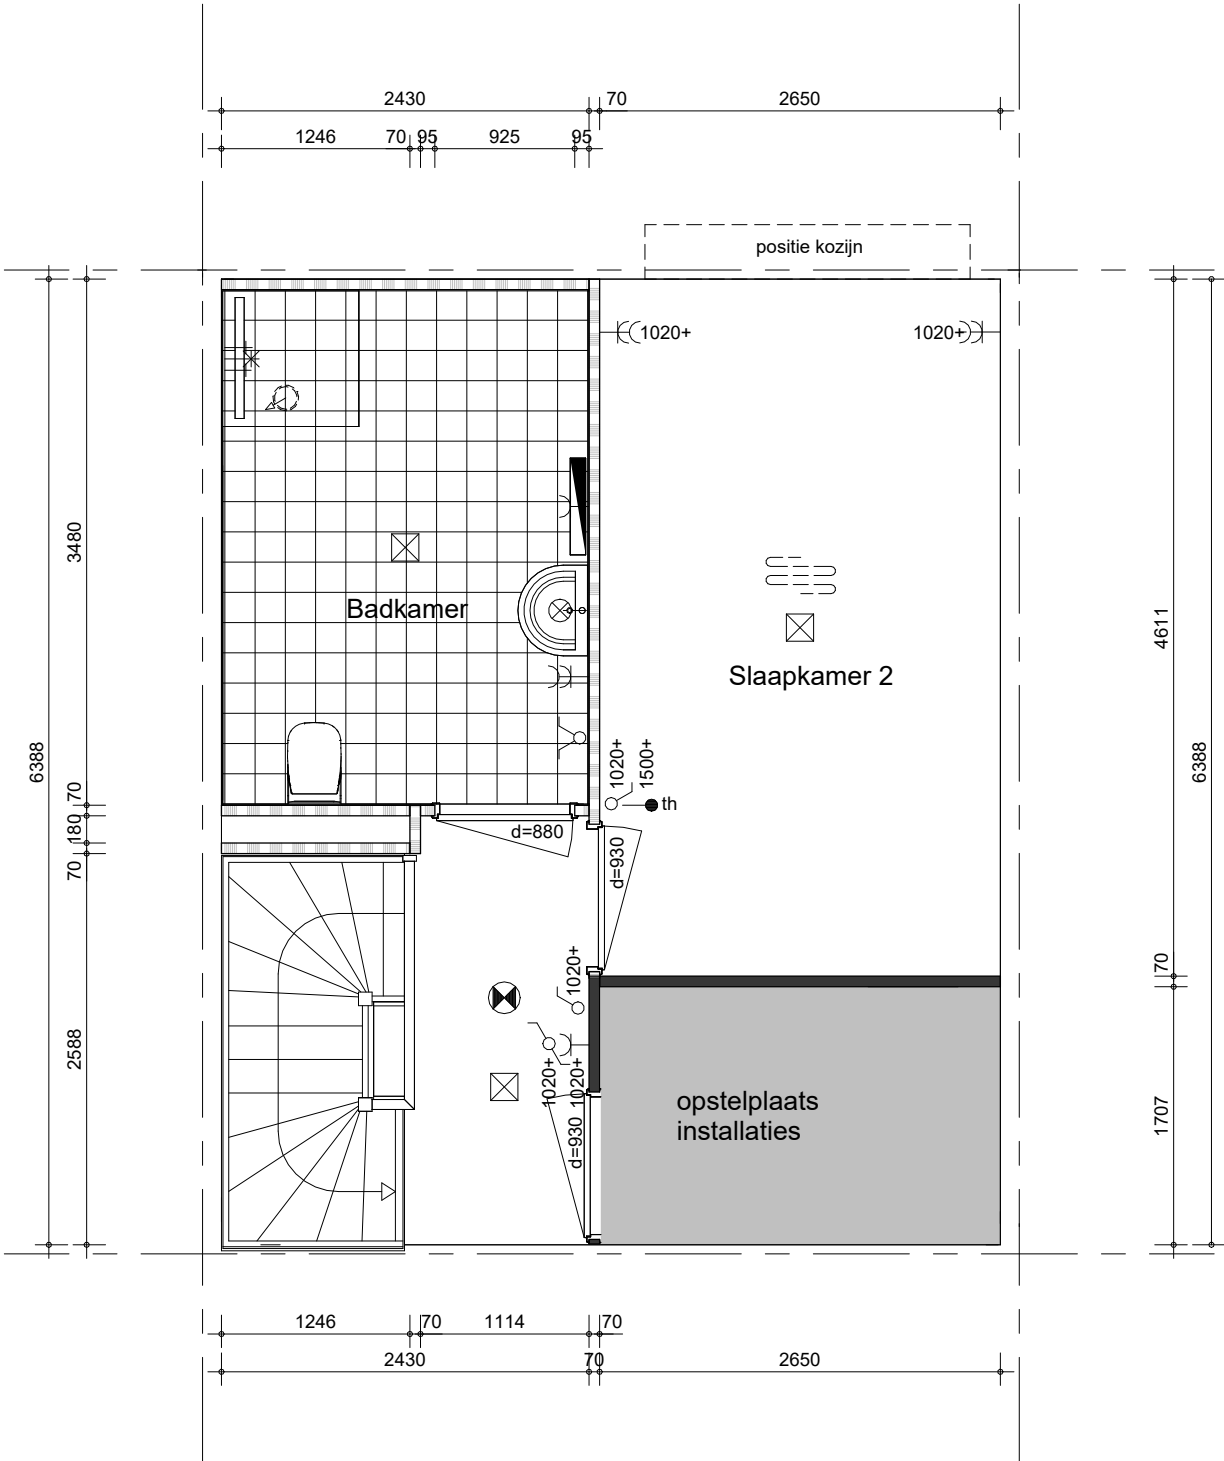 2430 70 2650
1246 70 95 925 95
positie kozijn
1020+ 1020+
3480
Badkamer
4611
Slaapkamer 2
6388
6388
1020+
1500+
th
70
180
70
d=880
d=930
1020+
70
2588
1020+
1020+
d=930
opstelplaats
installaties
1707
1246 70 1114 70
2430 70 2650